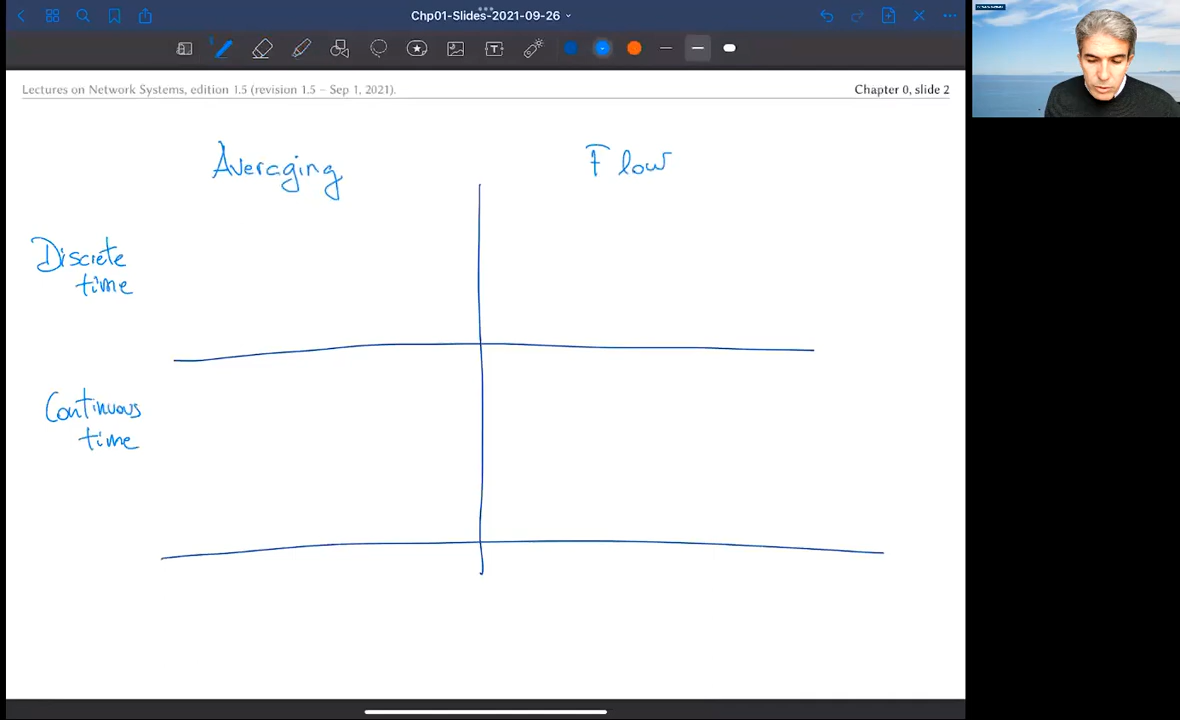 Chp01-Slides-2021-09-26
Lectures on Network Systems, edition 1.5 (revision 1.5 – Sep 1, 2021).
Chapter 0, slide 2
Averaging
Flow
Discrete
time
Continuous
time